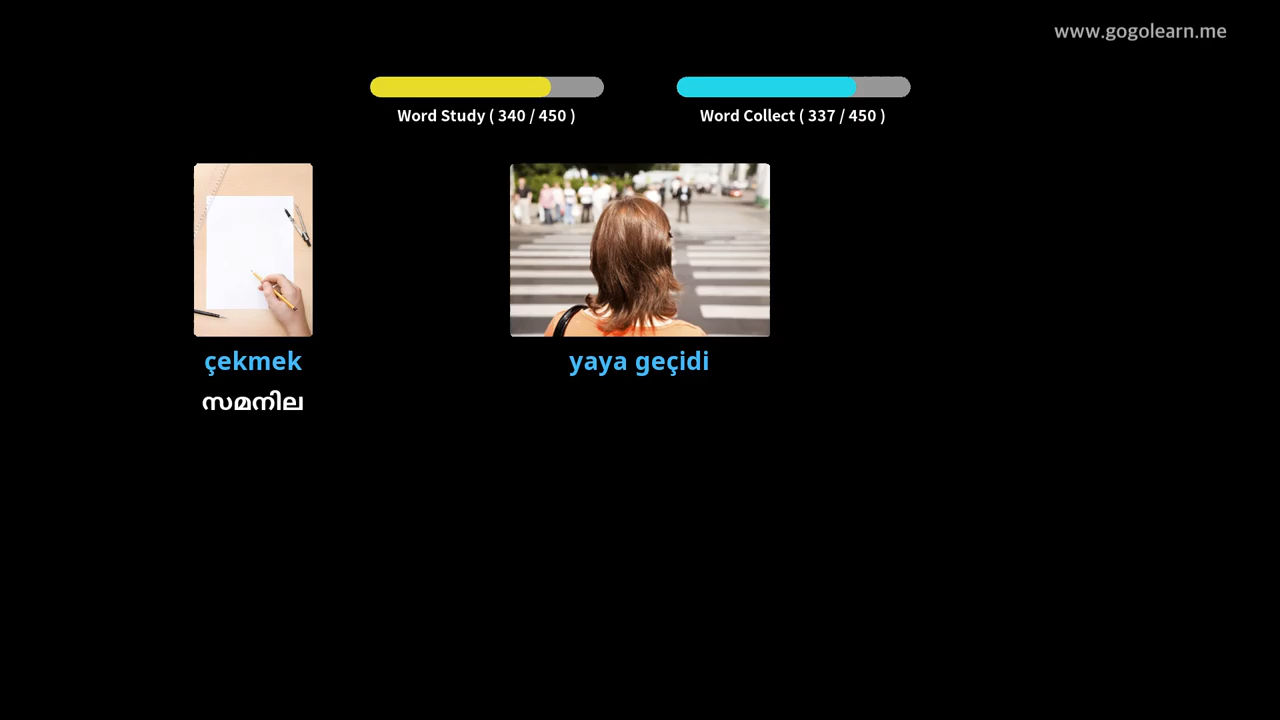 www.gogolearn.me
Word Study ( 340 / 450 )
Word Collect ( 337 / 450 )
çekmek
yaya geçidi
സമനില